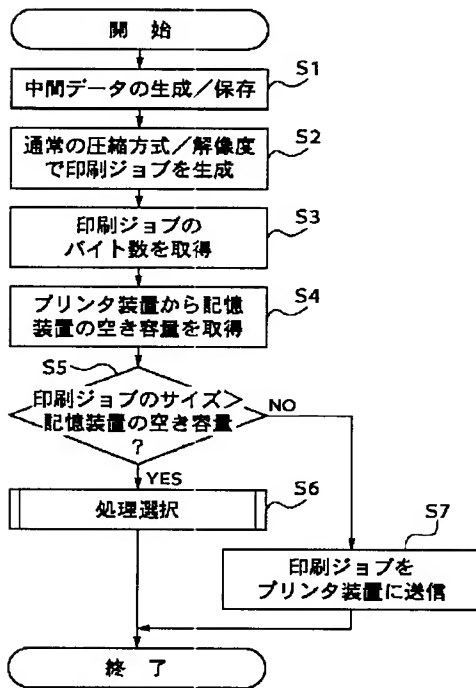 開　始
S1
中間データの生成／保存
S2
通常の圧縮方式／解像度
で印刷ジョブを生成
S3
印刷ジョブの
バイト数を取得
S4
プリンタ装置から記憶
装置の空き容量を取得
S5
印刷ジョブのサイズ＞
記憶装置の空き容量
？
NO
YES
S6
処理選択
S7
印刷ジョブを
プリンタ装置に送信
終　了